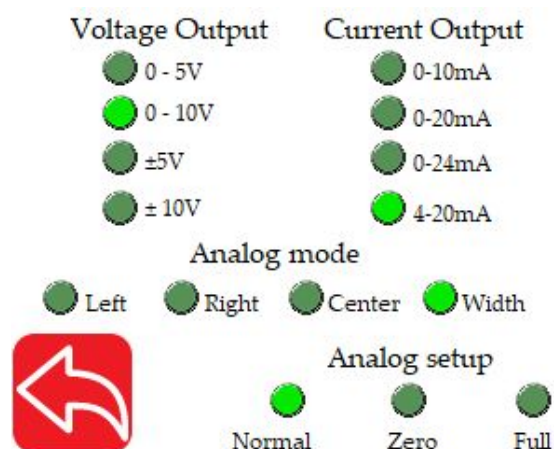 Voltage Output Current Output
0 - 5V 0-10mA
0 - 10V 0-20mA
±5V 0-24mA
± 10V 4-20mA
Analog mode
Left Right Center Width
Analog setup
Normal Zero Full